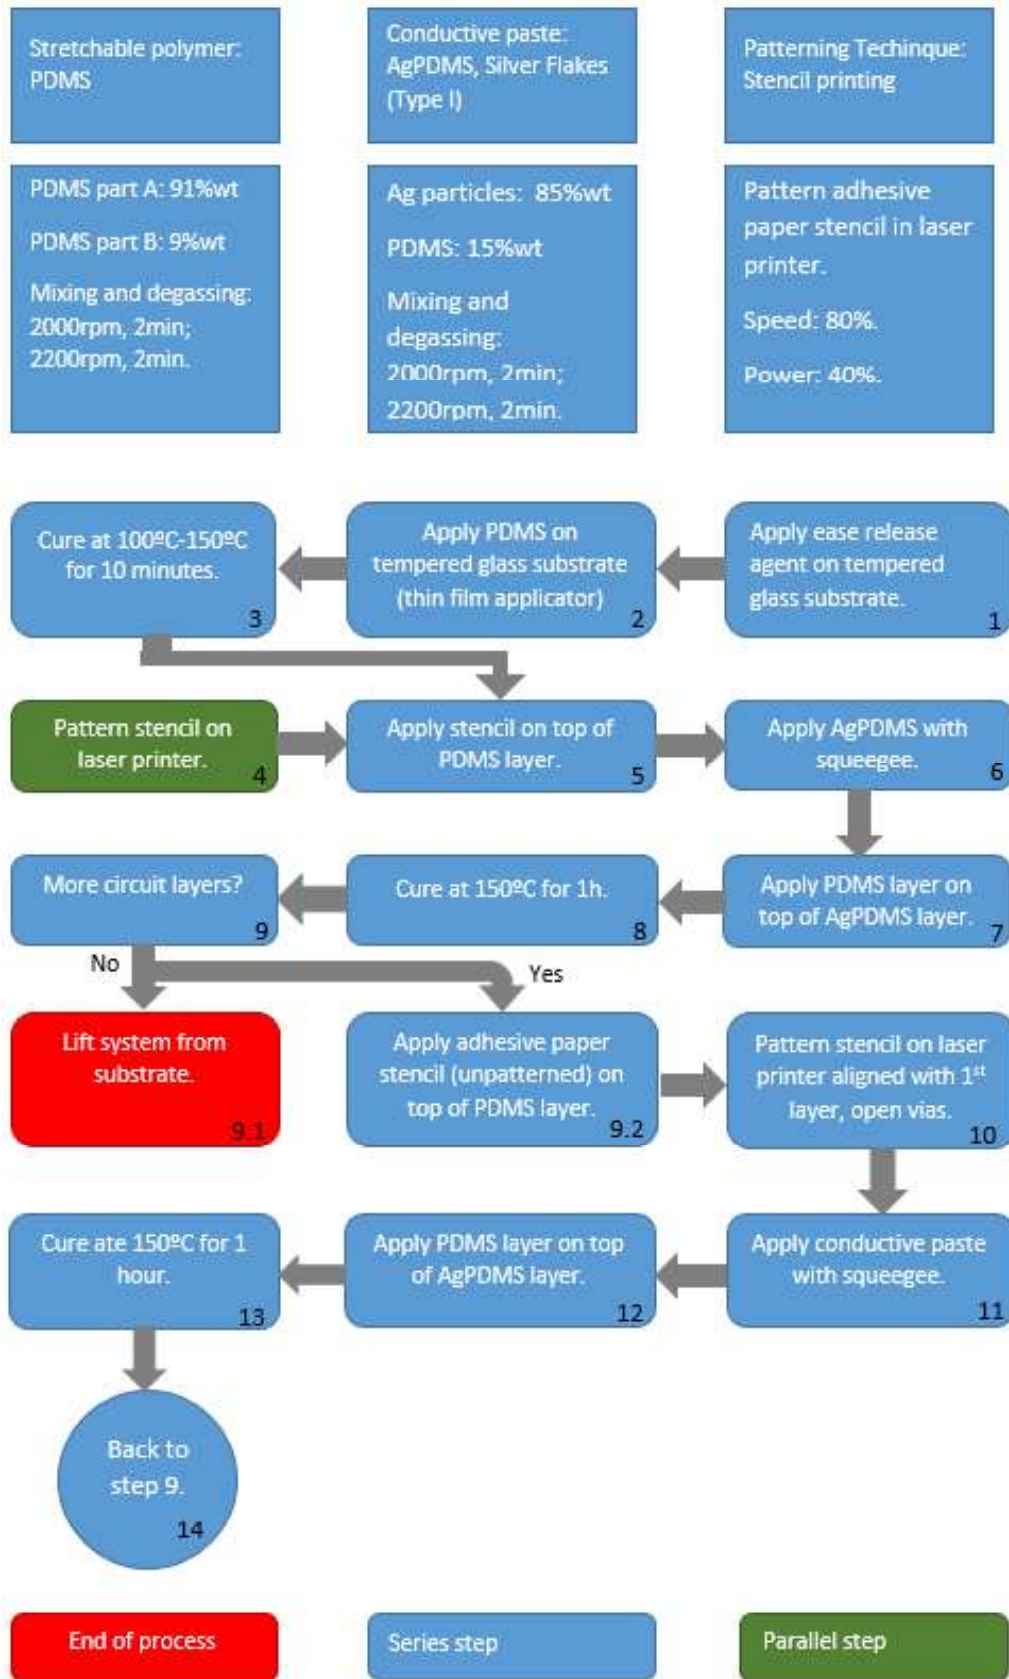 Stretchable polymer:
PDMS
Conductive paste:
AgPDMS, Silver Flakes
(Type I)
Patterning Techinque:
Stencil printing
PDMS part A: 91%wt
PDMS part B: 9%wt
Mixing and degassing:
2000rpm, 2min;
2200rpm, 2min.
Ag particles: 85%wt
PDMS: 15%wt
Mixing and
degassing:
2000rpm, 2min;
2200rpm, 2min.
Pattern adhesive
paper stencil in laser
printer.
Speed: 80%.
Power: 40%.
Cure at 100ºC-150ºC
for 10 minutes.
3
Apply PDMS on
tempered glass substrate
(thin film applicator)
2
Apply ease release
agent on tempered
glass substrate.
1
Pattern stencil on
laser printer.
4
Apply stencil on top of
PDMS layer.
5
Apply AgPDMS with
squeegee.
6
More circuit layers?
9
Cure at 150ºC for 1h.
8
Apply PDMS layer on
top of AgPDMS layer.
7
No
Yes
Lift system from
substrate.
9.1
Apply adhesive paper
stencil (unpatterned) on
top of PDMS layer.
9.2
Pattern stencil on laser
printer aligned with 1st
layer, open vias.
10
Cure ate 150ºC for 1
hour.
13
Apply PDMS layer on top
of AgPDMS layer.
12
Apply conductive paste
with squeegee.
11
Back to
step 9.
14
End of process
Series step
Parallel step